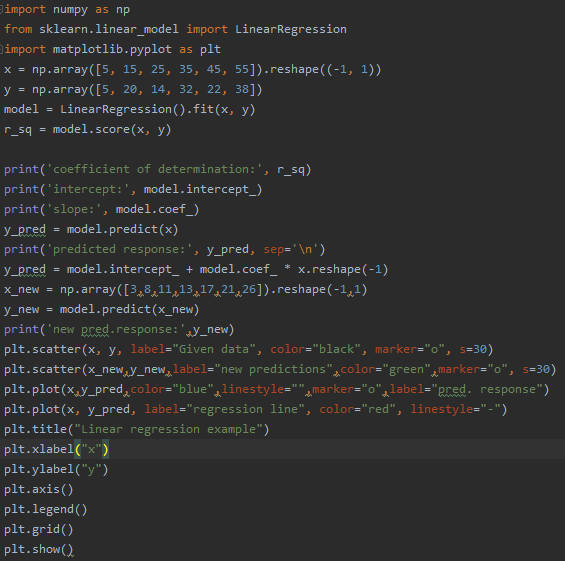 import numpy as np
from sklearn.linear_model import LinearRegression
import matplotlib.pyplot as plt
x = np.array([5, 15, 25, 35, 45, 55]).reshape((-1, 1))
y = np.array([5, 20, 14, 32, 22, 38])
model = LinearRegression().fit(x, y)
r_sq = model.score(x, y)
print('coefficient of determination:', r_sq)
print('intercept:', model.intercept_)
print('slope:', model.coef_)
y_pred = model.predict(x)
print('predicted response:', y_pred, sep='\n')
y_pred = model.intercept_ + model.coef_ * x.reshape(-1)
x_new = np.array([3,8,11,13,17,21,26]).reshape(-1,1)
y_new = model.predict(x_new)
print('new pred.response:',y_new)
plt.scatter(x, y, label="Given data", color="black", marker="o", s=30)
plt.scatter(x_new,y_new,label="new predictions",color="green",marker="o", s=30)
plt.plot(x,y_pred,color="blue",linestyle="",marker="o",label="pred. response")
plt.plot(x, y_pred, label="regression line", color="red", linestyle="-")
plt.title("Linear regression example")
plt.xlabel("x")
plt.ylabel("y")
plt.axis()
plt.legend()
plt.grid()
plt.show()